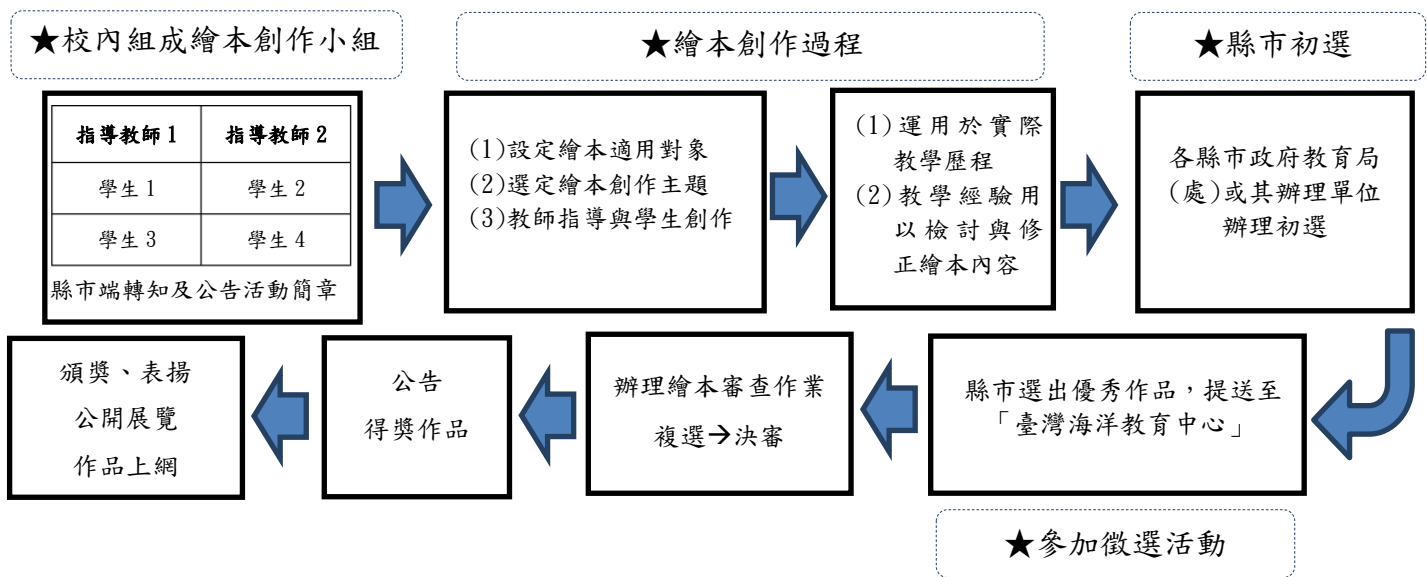 ★校內組成繪本創作小組
★繪本創作過程
★縣市初選
指導教師 1 指導教師 2
學生 1 學生 2
學生 3 學生 4
縣市端轉知及公告活動簡章
(1)設定繪本適用對象
(2)選定繪本創作主題
(3)教師指導與學生創作
(1)運用於實際
教學歷程
(2)教學經驗用
以檢討與修
正繪本內容
各縣市政府教育局
(處)或其辦理單位
辦理初選
縣市選出優秀作品，提送至
「臺灣海洋教育中心」
辦理繪本審查作業
複選→決審
公告
得獎作品
頒獎、表揚
公開展覽
作品上網
★參加徵選活動